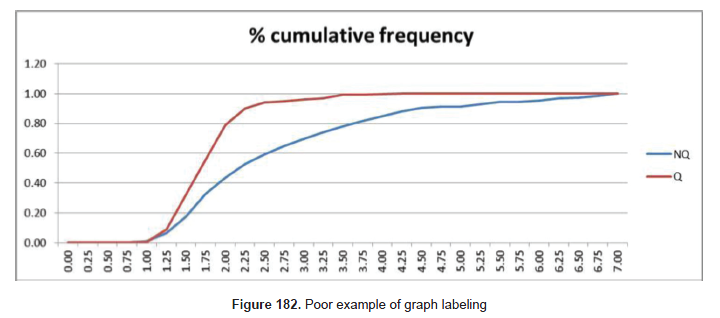 % cumulative frequency
1.20
1.00
0.80
0.60
0.40
0.20
0.00
NQ
Q
0.00 0.25 0.50 0.75 1.00 1.25 1.50 1.75 2.00 2.25 2.50 2.75 3.00 3.25 3.50 3.75 4.00 4.25 4.50 4.75 5.00 5.25 5.50 5.75 6.00 6.25 6.50 6.75 7.00
Figure 182. Poor example of graph labeling